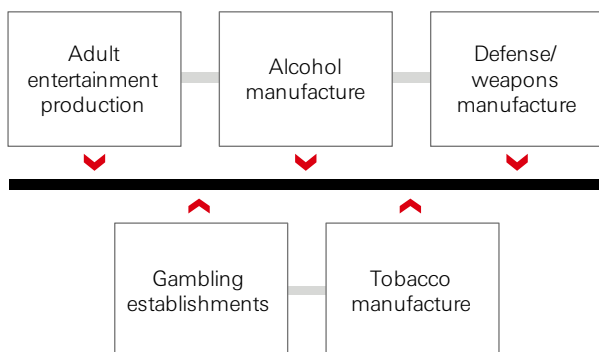 Adult
entertainment
production
Alcohol
manufacture
Defense/
weapons
manufacture
Gambling
establishments
Tobacco
manufacture